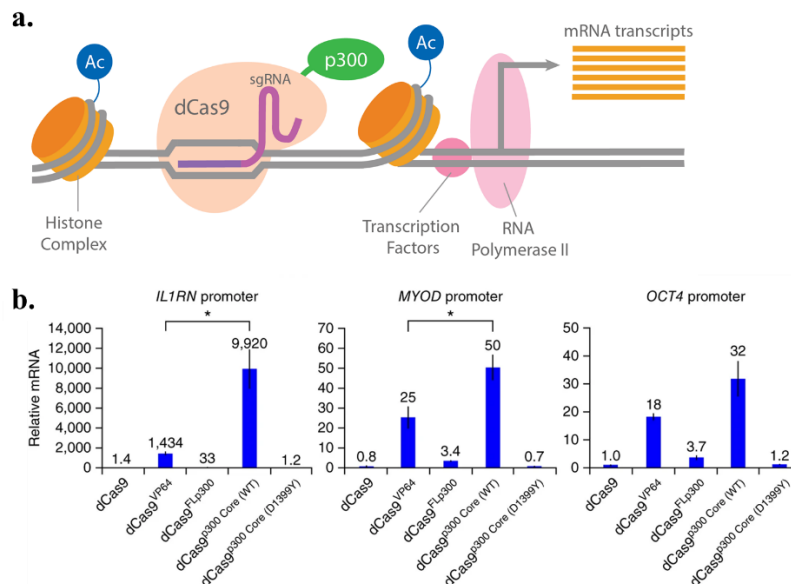 a.
Ac
p300
sgRNA
dCas9
Ac
mRNA transcripts
Histone
Complex
Transcription
Factors
RNA
Polymerase II
b.
IL1RN promoter
Relative mRNA
14,000
12,000
10,000
8,000
6,000
4,000
2,000
0
1.4
1,434
33
9,920
1.2
*
dCas9
dCas9VP64
dCas9FLp300
dCas9p300 Core (WT)
dCas9p300 Core (D1399Y)
MYOD promoter
70
60
50
40
30
20
10
0
0.8
25
3.4
50
0.7
*
dCas9
dCas9VP64
dCas9FLp300
dCas9p300 Core (WT)
dCas9p300 Core (D1399Y)
OCT4 promoter
50
40
30
20
10
0
1.0
18
3.7
32
1.2
dCas9
dCas9VP64
dCas9FLp300
dCas9p300 Core (WT)
dCas9p300 Core (D1399Y)